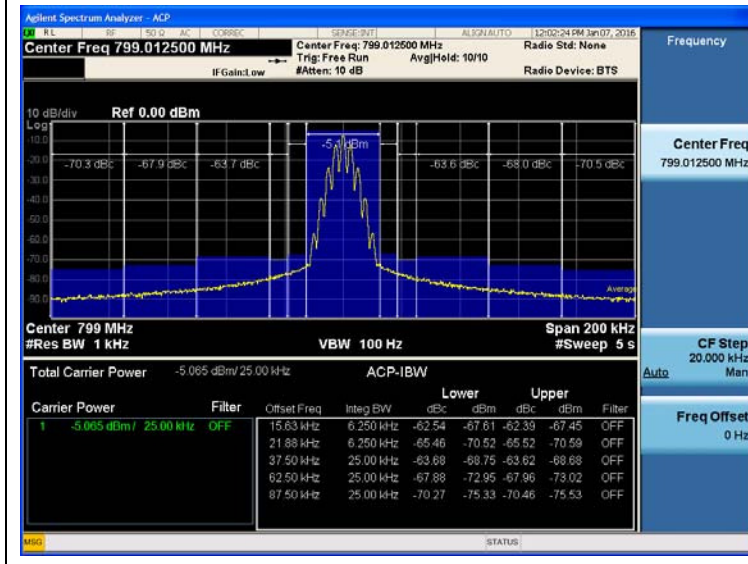 Agilent Spectrum Analyzer - ACP
RL RF 50 Ω AC CORREC SENSE:INT ALIGN AUTO 12:02:24 PM Jan 07, 2016
Center Freq 799.012500 MHz Center Freq: 799.012500 MHz Radio Std: None
Trig: Free Run Avg|Hold: 10/10
IFGain:Low #Atten: 10 dB Radio Device: BTS
10 dB/div Ref 0.00 dBm
Log
-10.0
-20.0
-30.0
-40.0
-50.0
-60.0
-70.0
-80.0
-90.0
-70.3 dBc -67.9 dBc -63.7 dBc -5.1 dBm -63.6 dBc -68.0 dBc -70.5 dBc
Average
Center 799 MHz Span 200 kHz
#Res BW 1 kHz VBW 100 Hz #Sweep 5 s
Total Carrier Power -5.065 dBm/ 25.00 kHz ACP-IBW
Lower Upper
Carrier Power Filter Offset Freq Integ BW dBc dBm dBc dBm Filter
1 -5.065 dBm / 25.00 kHz OFF 15.63 kHz 6.250 kHz -62.54 -67.61 -62.39 -67.45 OFF
21.88 kHz 6.250 kHz -65.46 -70.52 -65.52 -70.59 OFF
37.50 kHz 25.00 kHz -63.68 -68.75 -63.62 -68.68 OFF
62.50 kHz 25.00 kHz -67.88 -72.95 -67.96 -73.02 OFF
87.50 kHz 25.00 kHz -70.27 -75.33 -70.46 -75.53 OFF
MSG STATUS
Frequency
Center Freq
799.012500 MHz
CF Step
20.000 kHz
Auto Man
Freq Offset
0 Hz